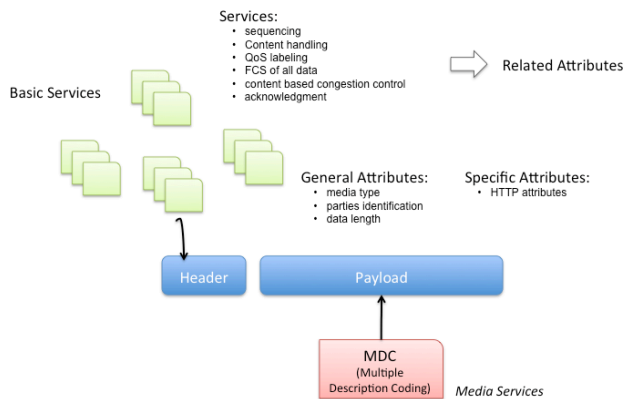 Services:
• sequencing
• Content handling
• QoS labeling
• FCS of all data
• content based congestion control
• acknowledgment
Related Attributes
Basic Services
General Attributes:
• media type
• parties identification
• data length
Specific Attributes:
• HTTP attributes
Header
Payload
MDC
(Multiple
Description Coding)
Media Services